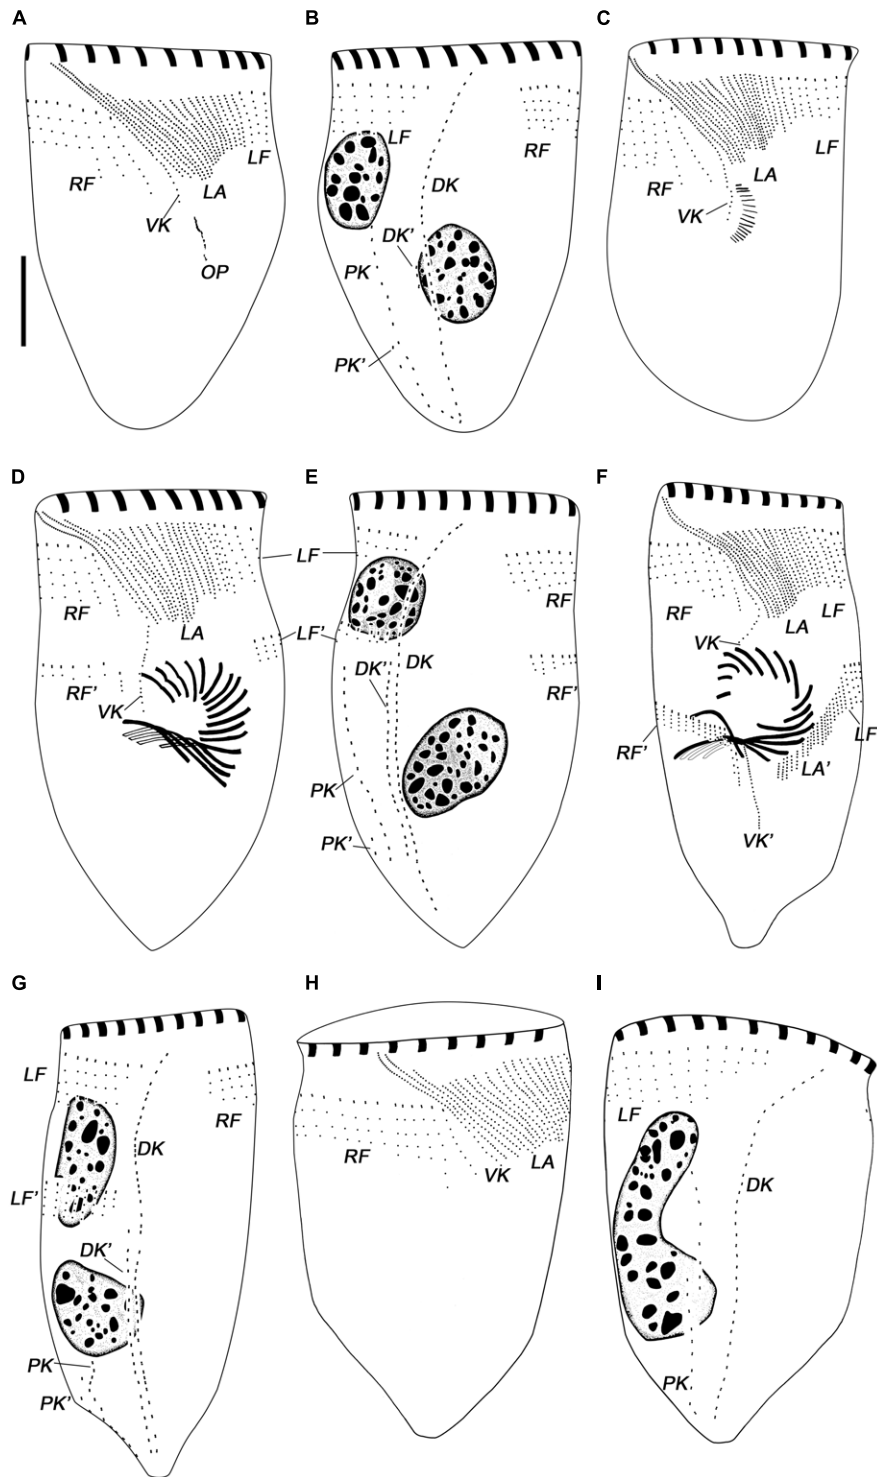 A
B
C
RF
VK
LA
LF
OP
LF
RF
DK
DK'
PK
PK'
RF
VK
LA
LF
D
E
F
LF
RF
LA
LF'
RF'
VK
RF
DK'
DK
RF'
PK
PK'
RF
VK
LA
LF
RF'
LF
LA'
VK'
G
H
I
LF
RF
DK
LF'
DK'
PK
PK'
RF
VK
LA
LF
DK
PK